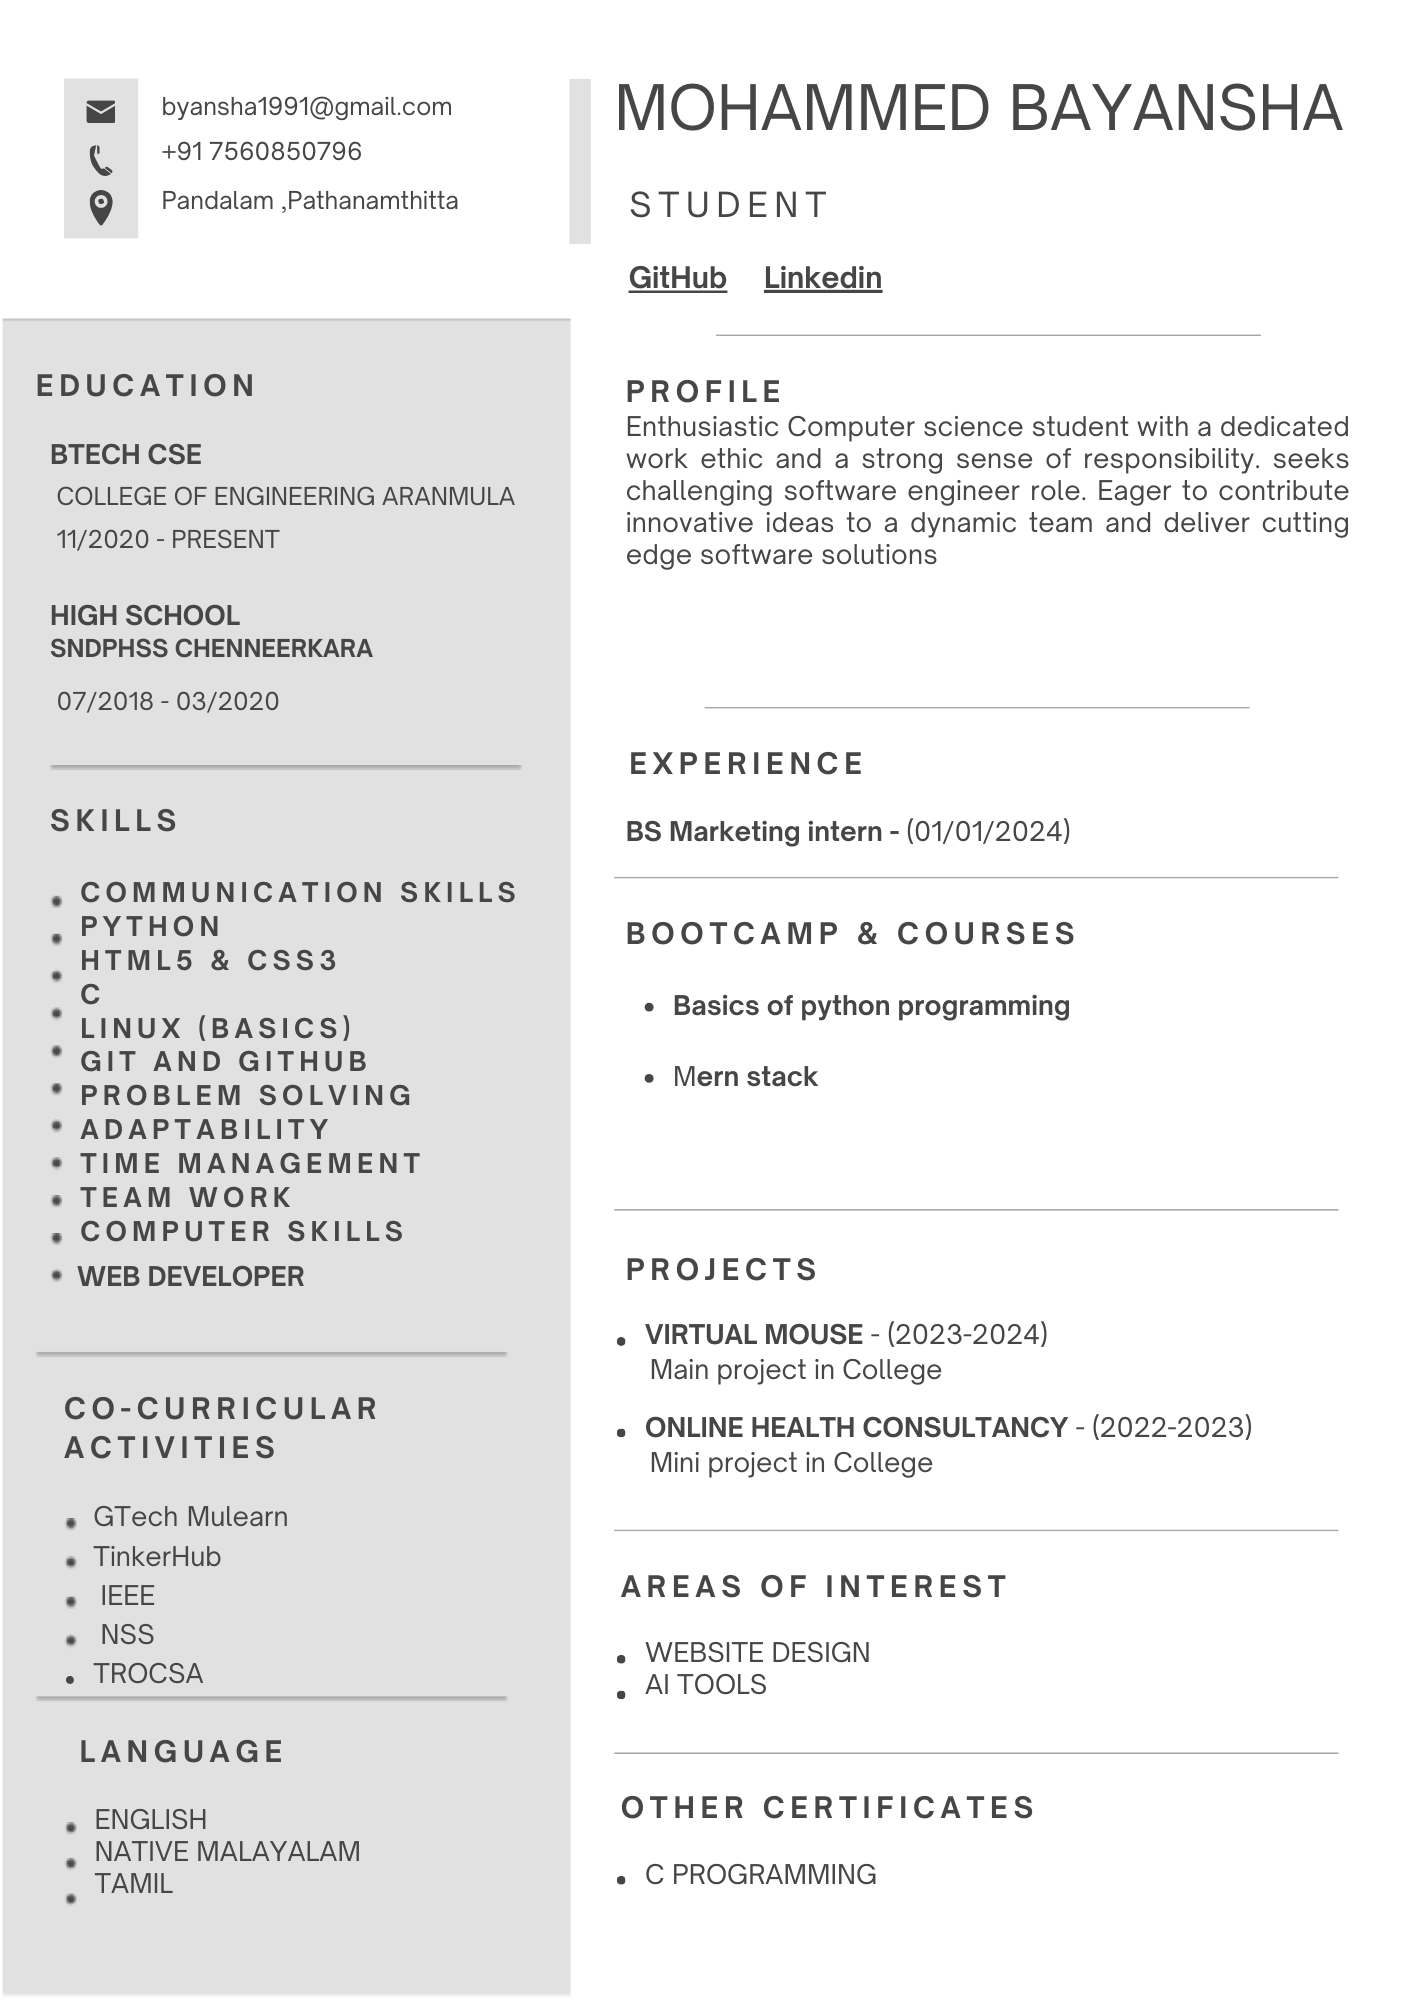 byansha1991@gmail.com
+91 7560850796
Pandalam ,Pathanamthitta
MOHAMMED BAYANSHA
STUDENT
GitHub Linkedin
EDUCATION
BTECH CSE
COLLEGE OF ENGINEERING ARANMULA
11/2020 - PRESENT
HIGH SCHOOL
SNDPHSS CHENNEERKARA
07/2018 - 03/2020
SKILLS
COMMUNICATION SKILLS
PYTHON
HTML5 & CSS3
C
LINUX (BASICS)
GIT AND GITHUB
PROBLEM SOLVING
ADAPTABILITY
TIME MANAGEMENT
TEAM WORK
COMPUTER SKILLS
WEB DEVELOPER
CO-CURRICULAR
ACTIVITIES
GTech Mulearn
TinkerHub
IEEE
NSS
TROCSA
LANGUAGE
ENGLISH
NATIVE MALAYALAM
TAMIL
PROFILE
Enthusiastic Computer science student with a dedicated
work ethic and a strong sense of responsibility. seeks
challenging software engineer role. Eager to contribute
innovative ideas to a dynamic team and deliver cutting
edge software solutions
EXPERIENCE
BS Marketing intern - (01/01/2024)
BOOTCAMP & COURSES
Basics of python programming
Mern stack
PROJECTS
VIRTUAL MOUSE - (2023-2024)
Main project in College
ONLINE HEALTH CONSULTANCY - (2022-2023)
Mini project in College
AREAS OF INTEREST
WEBSITE DESIGN
AI TOOLS
OTHER CERTIFICATES
C PROGRAMMING